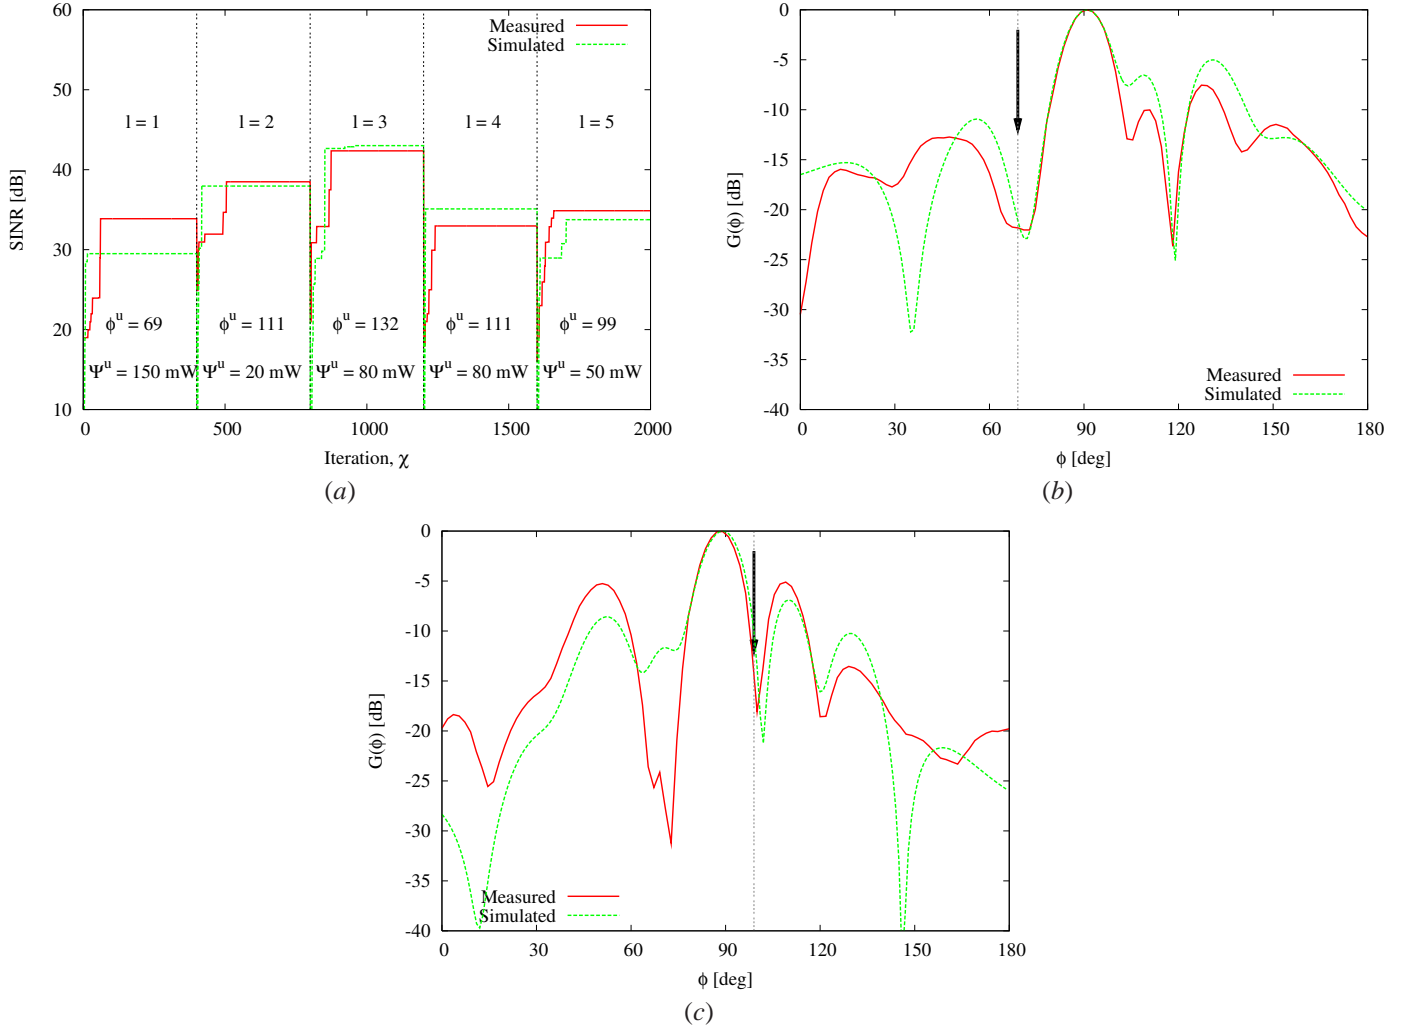 60
50
40
30
20
10
SINR [dB]
0
500
1000
1500
2000
Iteration, χ
Measured
Simulated
l = 1
l = 2
l = 3
l = 4
l = 5
ϕᵘ = 69
ϕᵘ = 111
ϕᵘ = 132
ϕᵘ = 111
ϕᵘ = 99
Ψᵘ = 150 mW
Ψᵘ = 20 mW
Ψᵘ = 80 mW
Ψᵘ = 80 mW
Ψᵘ = 50 mW
(a)
0
-5
-10
-15
-20
-25
-30
-35
-40
G(ϕ) [dB]
0
30
60
90
120
150
180
ϕ [deg]
Measured
Simulated
(b)
0
-5
-10
-15
-20
-25
-30
-35
-40
G(ϕ) [dB]
0
30
60
90
120
150
180
ϕ [deg]
Measured
Simulated
(c)